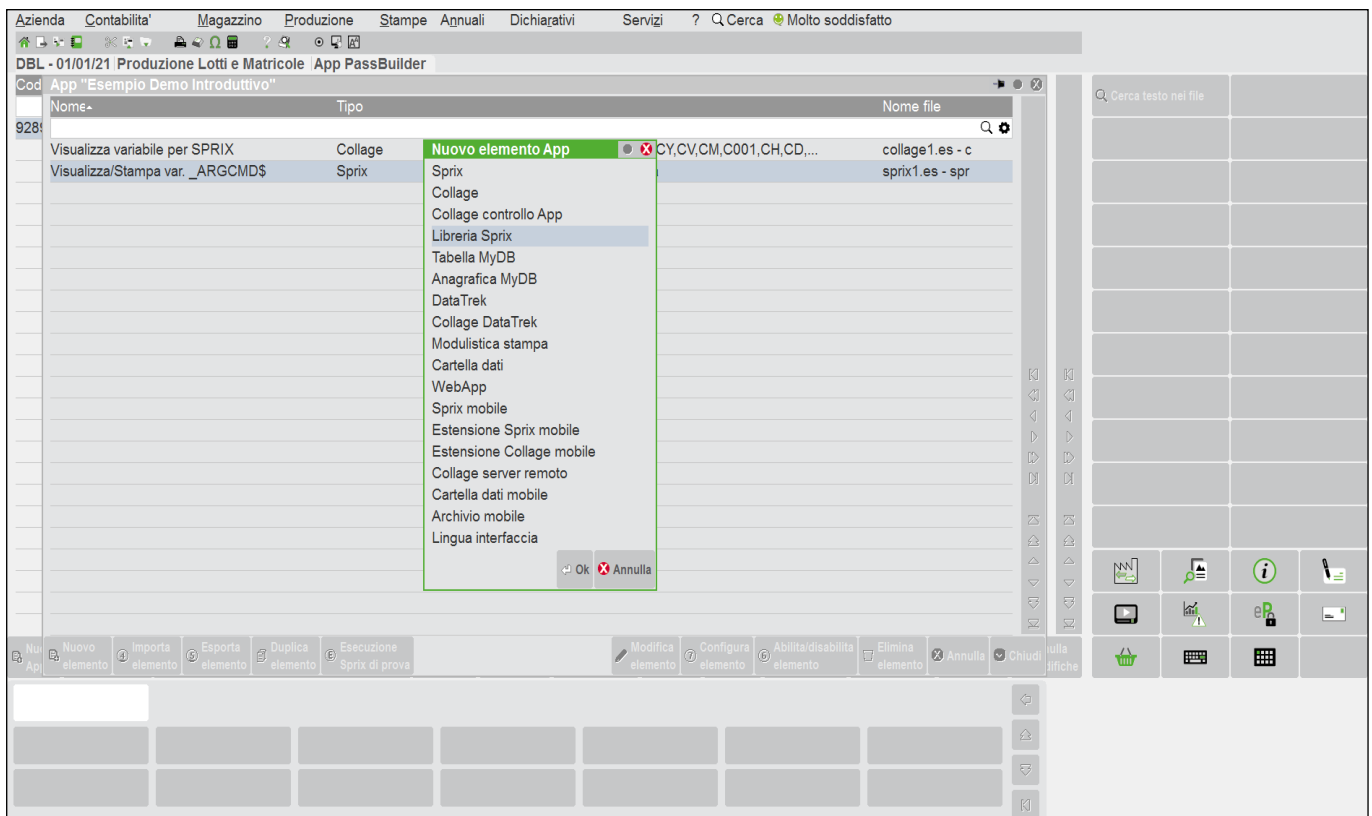 Azienda Contabilita' Magazzino Produzione Stampe Annuali Dichiarativi Servizi ? Cerca Molto soddisfatto
DBL - 01/01/21 Produzione Lotti e Matricole App PassBuilder
Cod App "Esempio Demo Introduttivo"
Cerca testo nei file
Nome Tipo Nome file
9289
Visualizza variabile per SPRIX Collage CY,CV,CM,C001,CH,CD,... collage1.es - c
Visualizza/Stampa var. _ARGCMD$ Sprix sprix1.es - spr
Nuovo elemento App
Sprix
Collage
Collage controllo App
Libreria Sprix
Tabella MyDB
Anagrafica MyDB
DataTrek
Collage DataTrek
Modulistica stampa
Cartella dati
WebApp
Sprix mobile
Estensione Sprix mobile
Estensione Collage mobile
Collage server remoto
Cartella dati mobile
Archivio mobile
Lingua interfaccia
Ok Annulla
Nuovo elemento
Importa elemento
Esporta elemento
Duplica elemento
Esecuzione Sprix di prova
Modifica elemento
Configura elemento
Abilita/disabilita elemento
Elimina elemento
Annulla
Chiudi